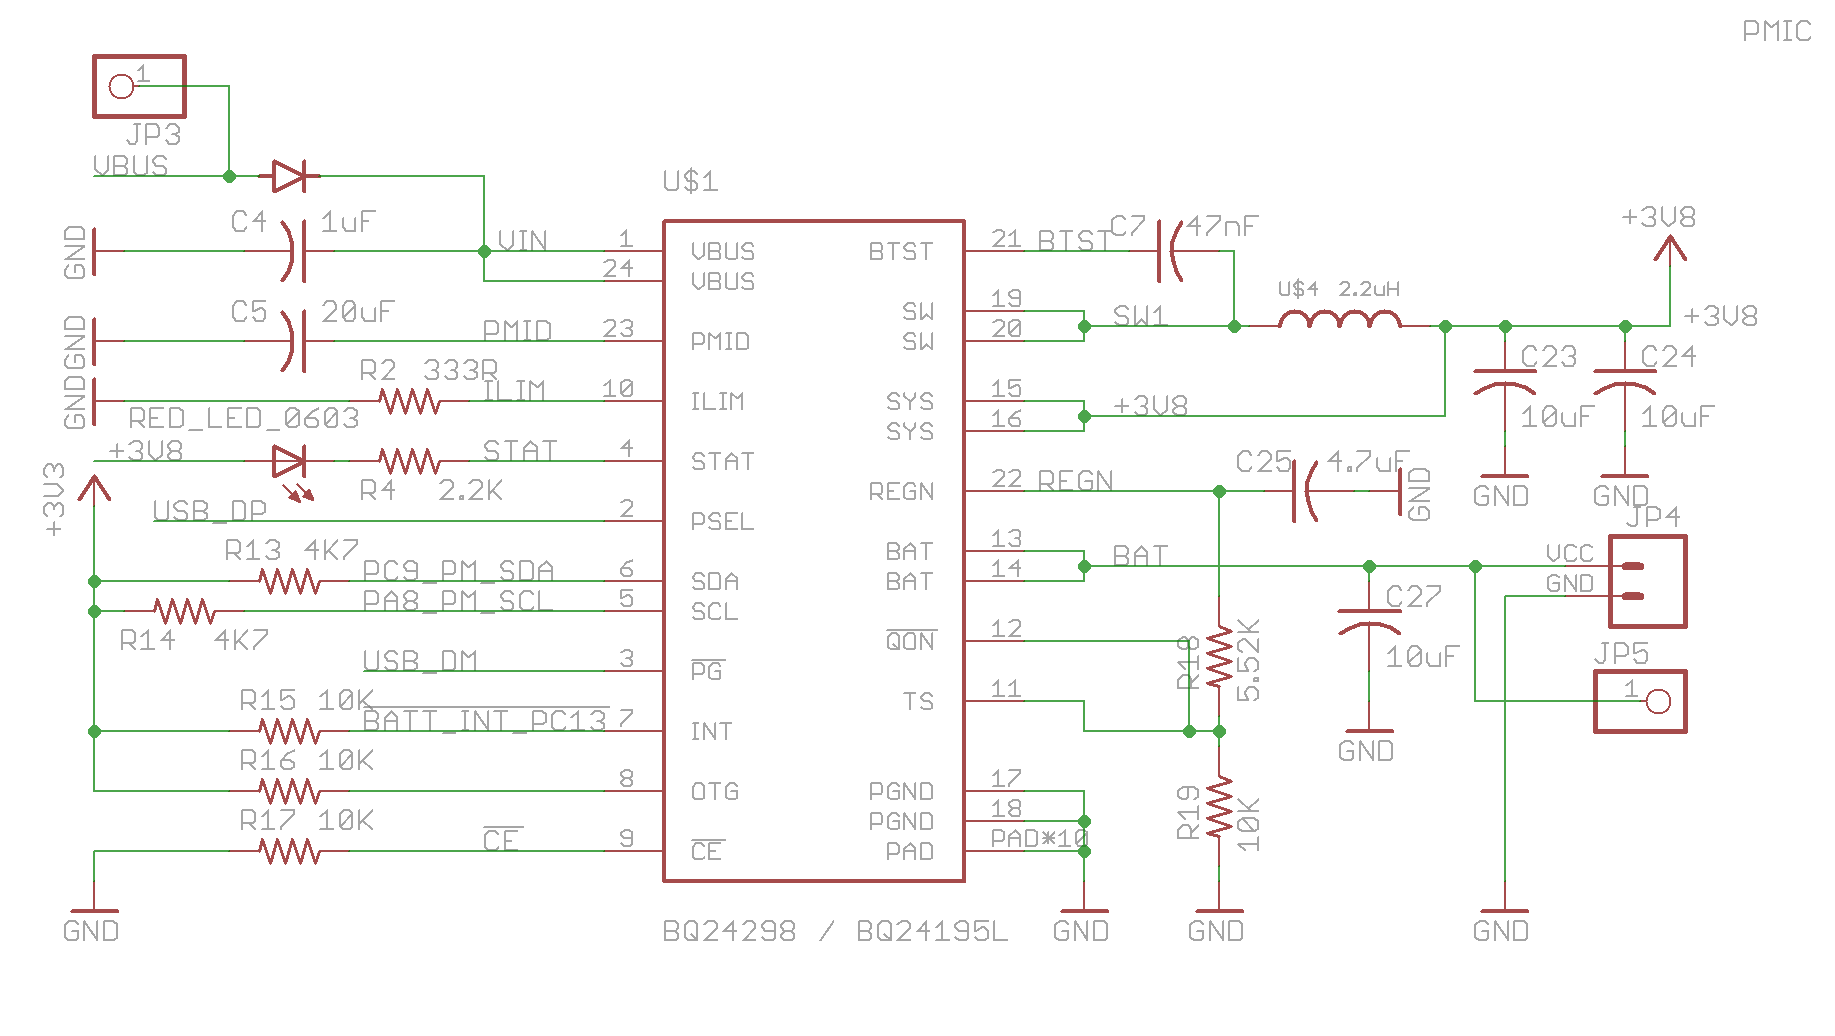 PMIC
1
JP3
VBUS
U$1
+3V8
C4 1uF
GND
VIN
1
VBUS
BTST
21
BTST
C7 47nF
24
VBUS
U$4 2.2uH
C5 20uF
GND
PMID
23
PMID
SW
19
SW
20
SW1
+3V8
R2 333R
GND
ILIM
10
ILIM
SYS
15
SYS
16
+3V8
C23
10uF
GND
C24
10uF
GND
RED_LED_0603
+3V8
STAT
4
STAT
R4 2.2K
+3V3
REGN
22
REGN
C25 4.7uF
GND
USB_DP
2
PSEL
JP4
VCC
GND
R13 4K7
PC9_PM_SDA
6
SDA
BAT
13
BAT
14
BAT
PA8_PM_SCL
5
SCL
R14 4K7
C27
10uF
GND
QON
12
R18
5.52K
USB_DM
3
PG
JP5
1
TS
11
R15 10K
BATT_INT_PC13
7
INT
R16 10K
8
OTG
PGND
17
PGND
18
R19
10K
R17 10K
CE
9
CE
PAD
PAD*10
GND
BQ24298 / BQ24195L
GND
GND
GND